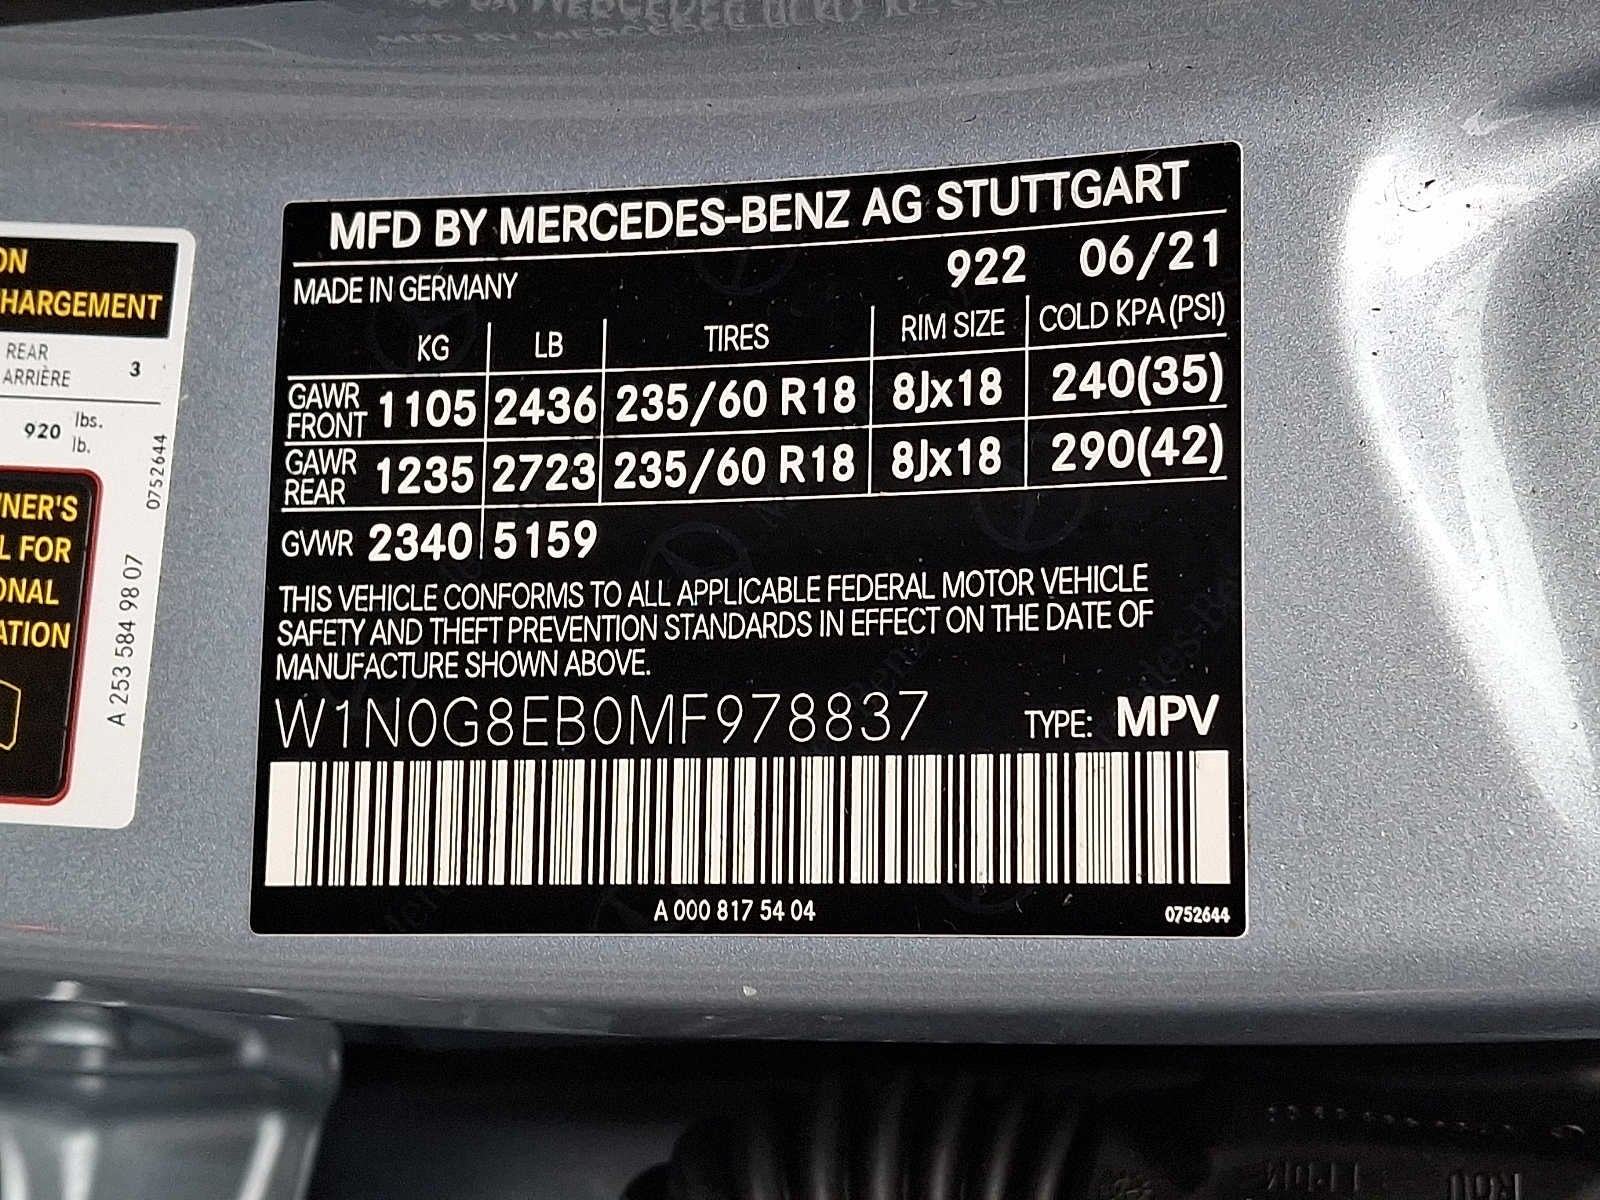 MFD BY MERCEDES-BENZ AG STUTTGART
MADE IN GERMANY 922 06/21
KG LB TIRES RIM SIZE COLD KPA (PSI)
GAWR FRONT 1105 2436 235/60 R18 8Jx18 240(35)
GAWR REAR 1235 2723 235/60 R18 8Jx18 290(42)
GVWR 2340 5159
THIS VEHICLE CONFORMS TO ALL APPLICABLE FEDERAL MOTOR VEHICLE
SAFETY AND THEFT PREVENTION STANDARDS IN EFFECT ON THE DATE OF
MANUFACTURE SHOWN ABOVE.
W1N0G8EB0MF978837 TYPE: MPV
A 000 817 54 04 0752644
ON
HARGEMENT
REAR
ARRIÈRE 3
920 lbs.
lb.
NER'S
L FOR
ONAL
ATION
0752644
A 253 584 98 07